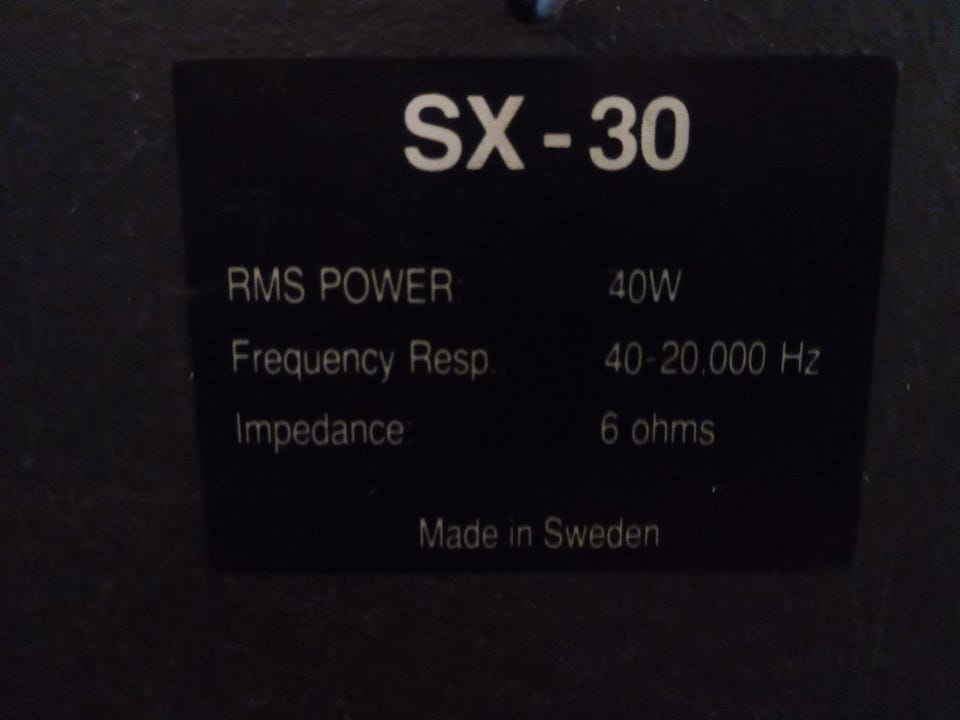 SX - 30
RMS POWER: 40W
Frequency Resp.: 40-20.000 Hz
Impedance: 6 ohms
Made in Sweden